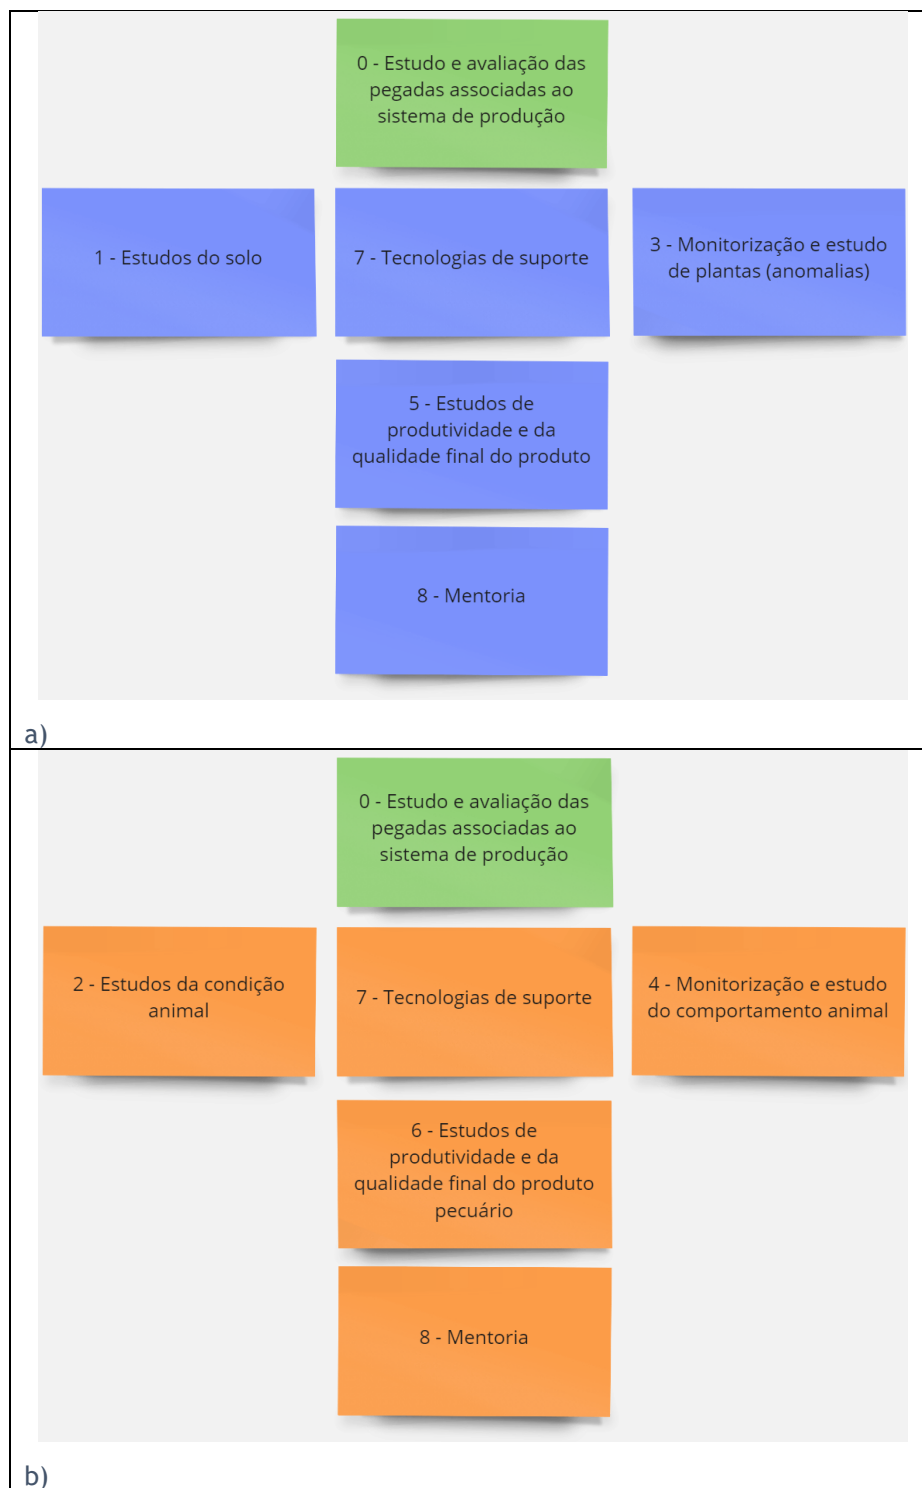 0 - Estudo e avaliação das
pegadas associadas ao
sistema de produção
1 - Estudos do solo
7 - Tecnologias de suporte
3 - Monitorização e estudo
de plantas (anomalias)
5 - Estudos de
produtividade e da
qualidade final do produto
8 - Mentoria
a)
0 - Estudo e avaliação das
pegadas associadas ao
sistema de produção
2 - Estudos da condição
animal
7 - Tecnologias de suporte
4 - Monitorização e estudo
do comportamento animal
6 - Estudos de
produtividade e da
qualidade final do produto
pecuário
8 - Mentoria
b)